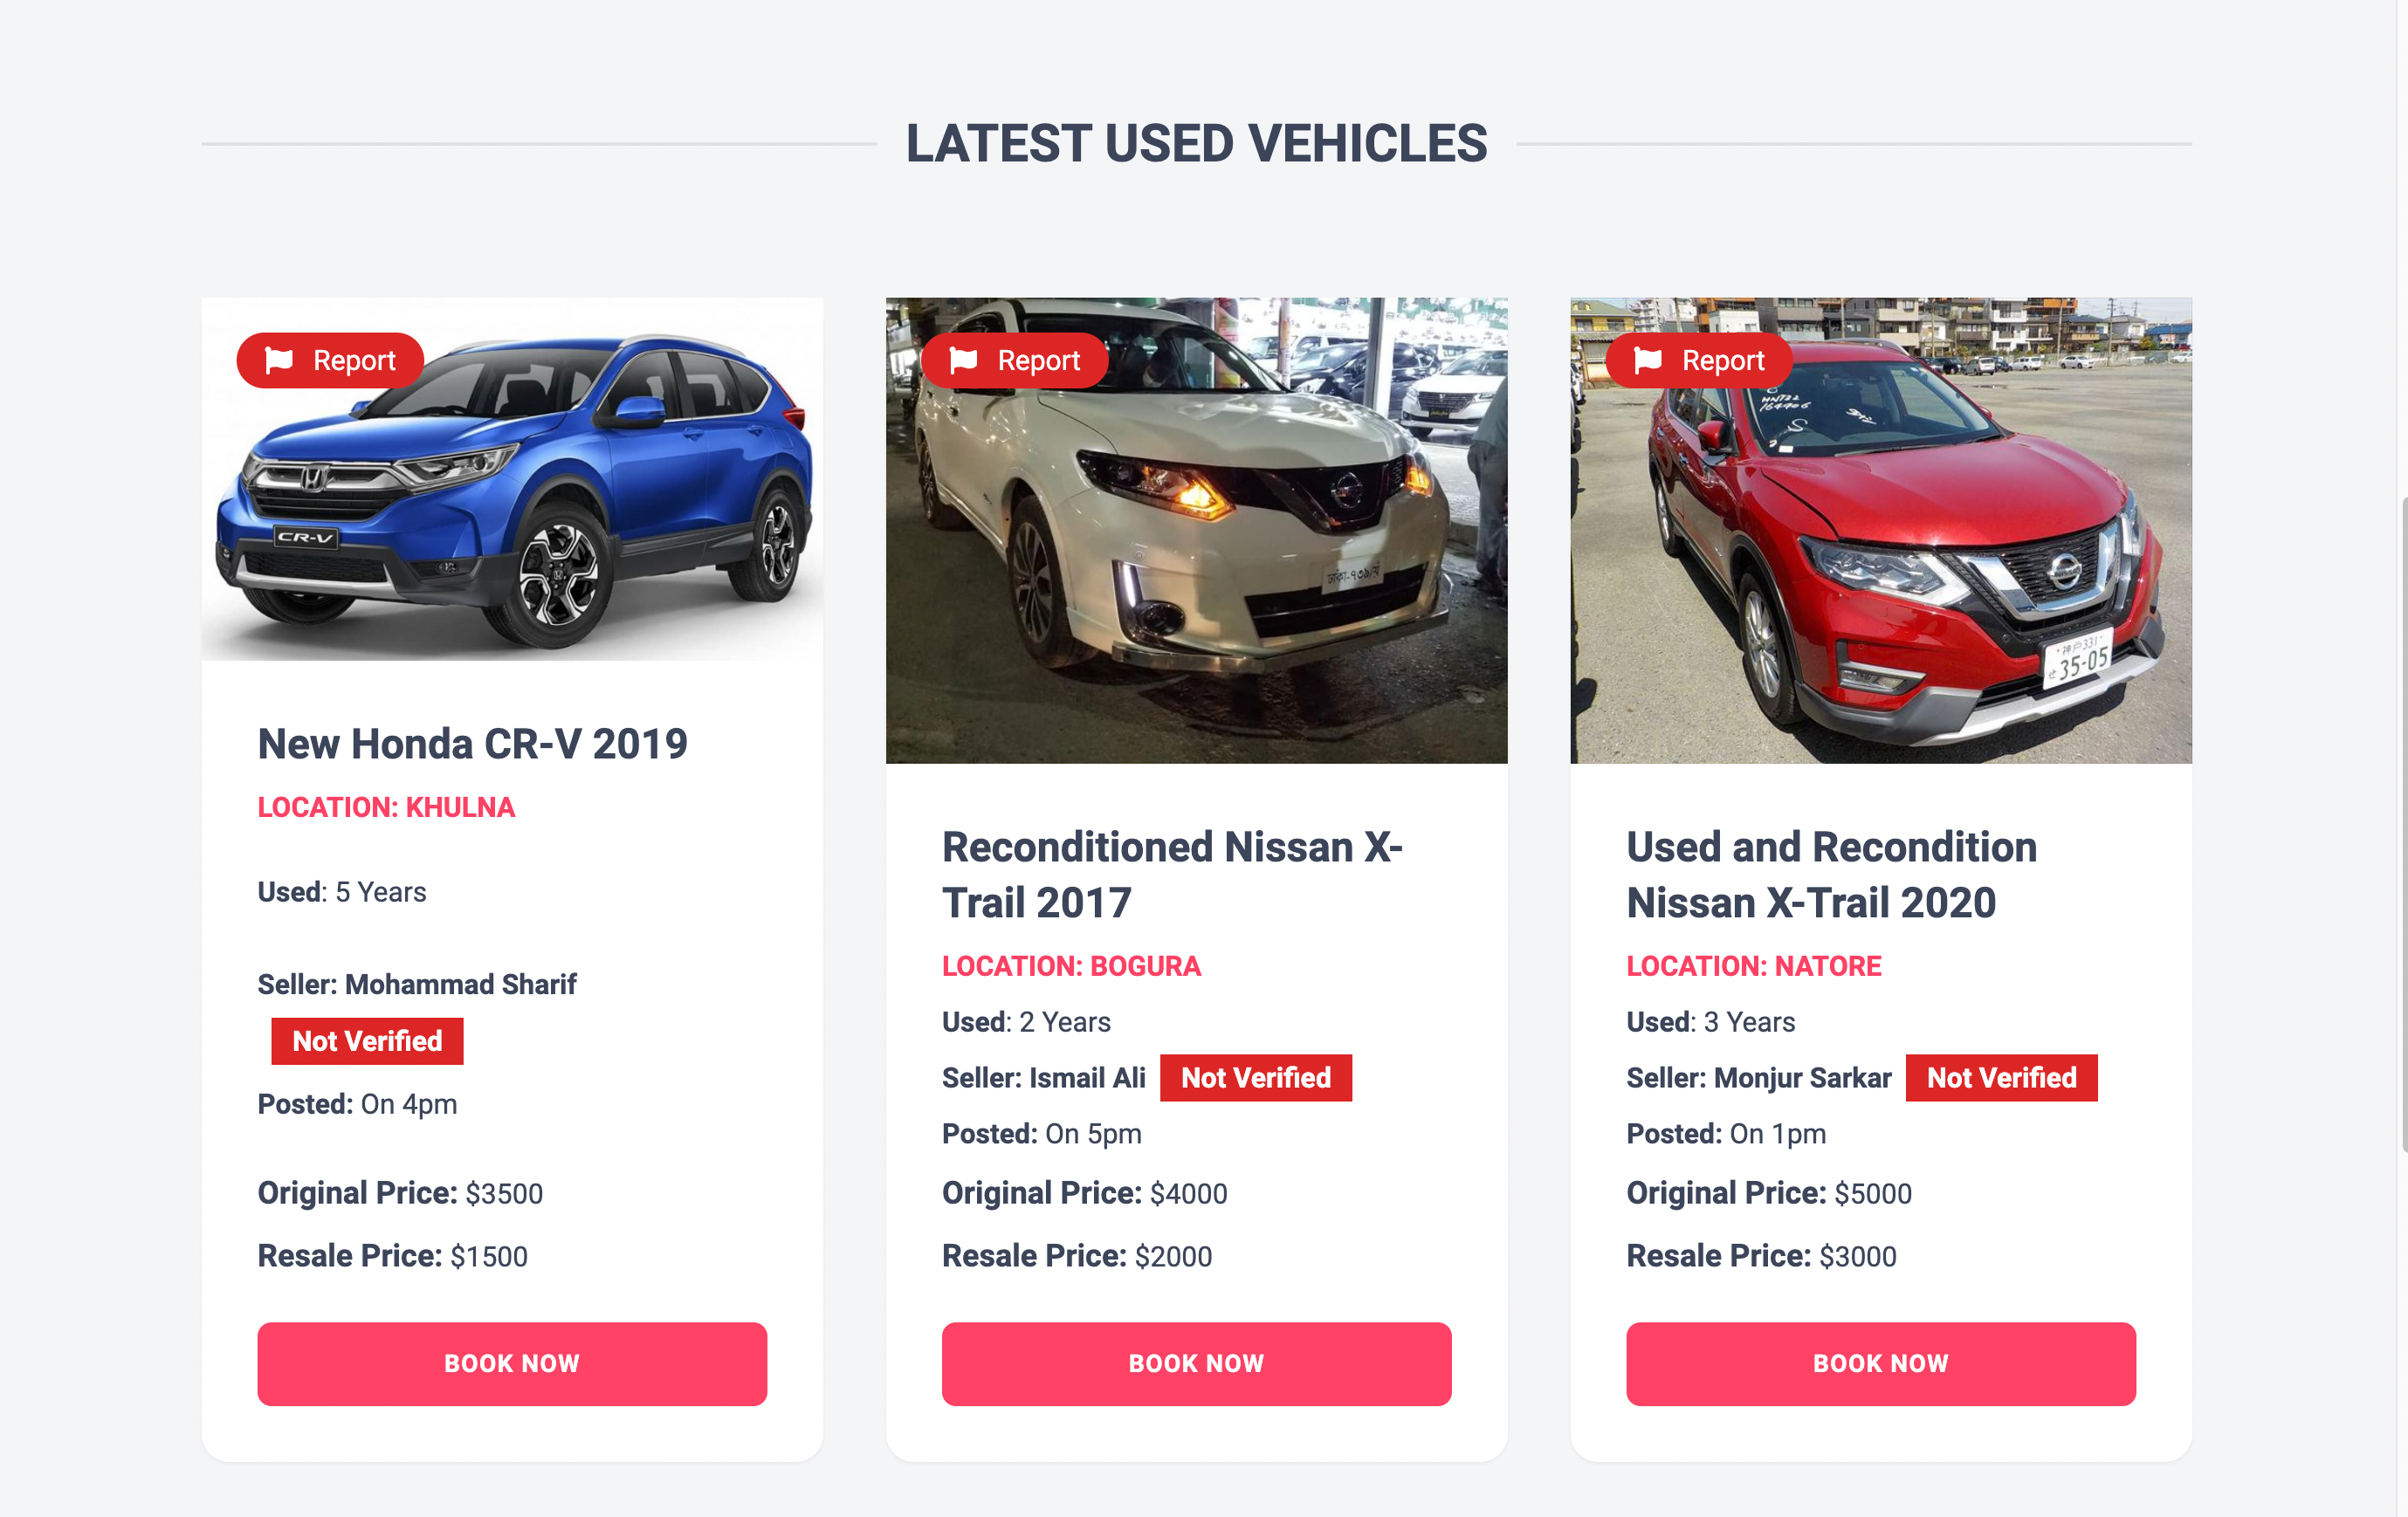 LATEST USED VEHICLES
Report
CR-V
New Honda CR-V 2019
LOCATION: KHULNA
Used: 5 Years
Seller: Mohammad Sharif
Not Verified
Posted: On 4pm
Original Price: $3500
Resale Price: $1500
BOOK NOW
Report
Reconditioned Nissan X-
Trail 2017
LOCATION: BOGURA
Used: 2 Years
Seller: Ismail Ali Not Verified
Posted: On 5pm
Original Price: $4000
Resale Price: $2000
BOOK NOW
Report
神戸 331
せ 35-05
Used and Recondition
Nissan X-Trail 2020
LOCATION: NATORE
Used: 3 Years
Seller: Monjur Sarkar Not Verified
Posted: On 1pm
Original Price: $5000
Resale Price: $3000
BOOK NOW